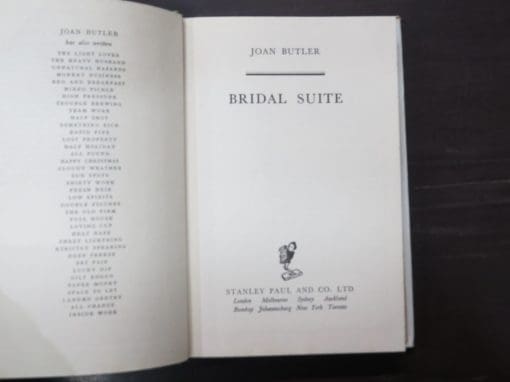 JOAN BUTLER
has also written
THE LIGHT LOVER
THE HEAVY HUSBAND
UNNATURAL HAZARDS
MONKEY BUSINESS
BED AND BREAKFAST
MIXED PICKLE
HIGH PRESSURE
TROUBLE BREWING
TEAM WORK
HALF SHOT
SOMETHING RICH
RAPID FIRE
LOST PROPERTY
HALF HOLIDAY
ALL FOUND
HAPPY CHRISTMAS
CLOUDY WEATHER
SUN SPOTS
SHIRTY WORK
FRESH HEIR
LOW SPIRITS
DOUBLE FIGURES
THE OLD FIRM
FULL HOUSE
LOVING CUP
HEAT HAZE
SHEET LIGHTNING
STRICTLY SPEAKING
DEEP FREEZE
SET FAIR
LUCKY DIP
GILT EDGED
PAPER MONEY
SPACE TO LET
LANDED GENTRY
ALL CHANGE
INSIDE WORK
JOAN BUTLER
BRIDAL SUITE
STANLEY PAUL AND CO. LTD
London Melbourne Sydney Auckland
Bombay Johannesburg New York Toronto